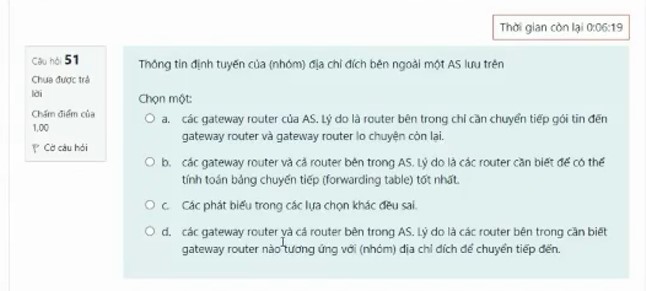 Thời gian còn lại 0:06:19
Câu hỏi 51
Chưa được trả
lời
Chấm điểm của
1,00
Cờ câu hỏi
Thông tin định tuyến của (nhóm) địa chỉ đích bên ngoài một AS lưu trên
Chọn một:
a. các gateway router của AS. Lý do là router bên trong chỉ cần chuyển tiếp gói tin đến
gateway router và gateway router lo chuyện còn lại.
b. các gateway router và cả router bên trong AS. Lý do là các router cần biết để có thể
tính toán bảng chuyển tiếp (forwarding table) tốt nhất.
c. Các phát biểu trong các lựa chọn khác đều sai.
d. các gateway router và cả router bên trong AS. Lý do là các router bên trong cần biết
gateway router nào tương ứng với (nhóm) địa chỉ đích để chuyển tiếp đến.